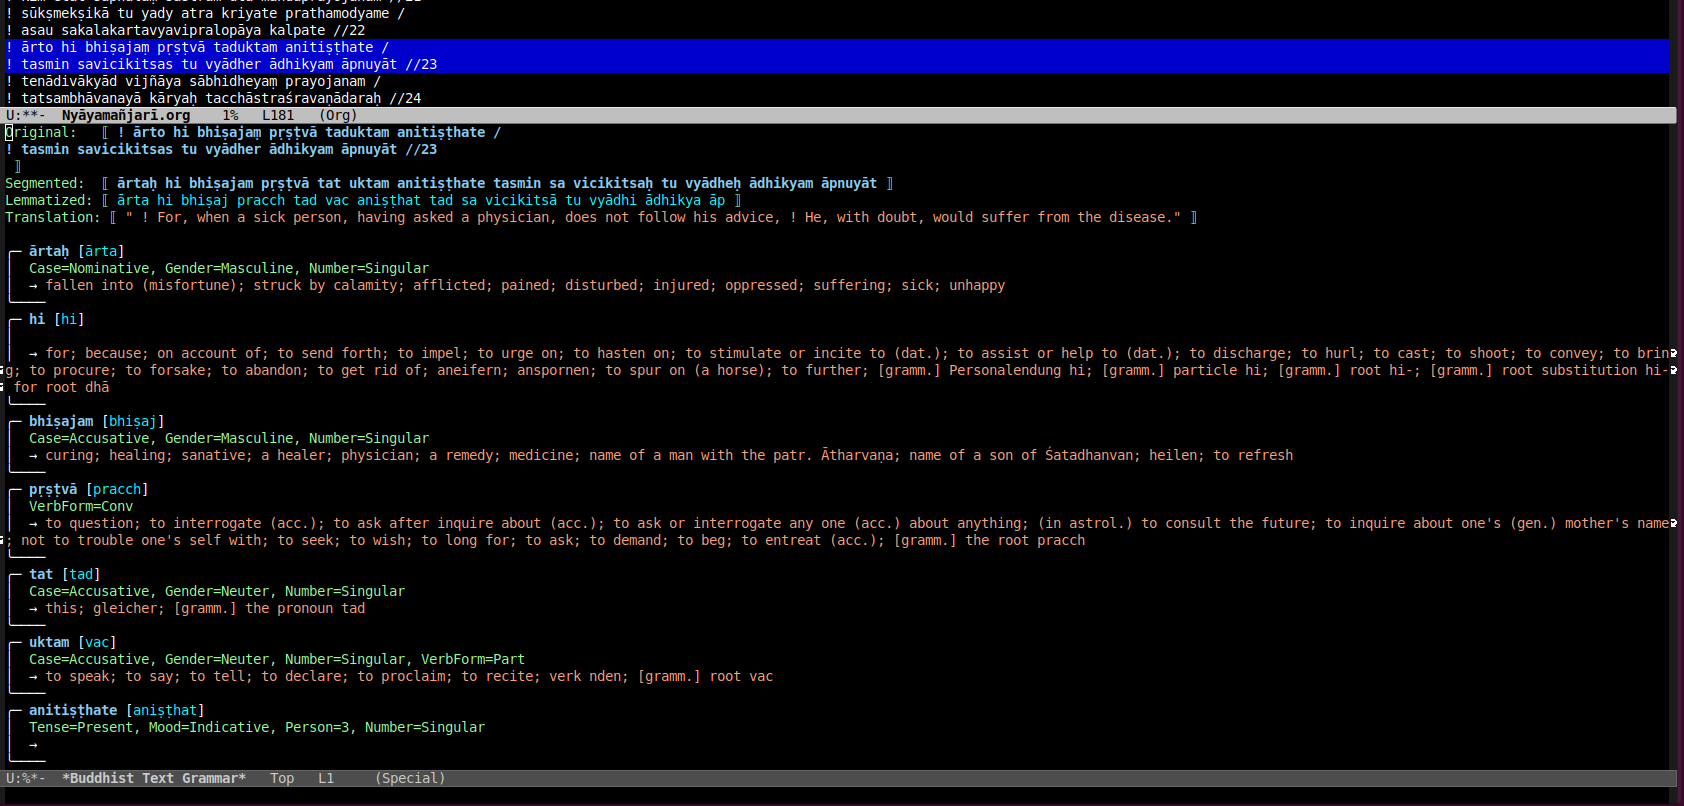 ! sūkṣmekṣikā tu yady atra kriyate prathamodyame /
! asau sakalakartavyavipralopāya kalpate //22
! ārto hi bhiṣajaṃ pṛṣṭvā taduktam anitiṣṭhate /
! tasmin savicikitsas tu vyādher ādhikyam āpnuyāt //23
! tenādivākyād vijñāya sābhidheyaṃ prayojanam /
! tatsambhāvanayā kāryaḥ tacchāstraśravaṇādaraḥ //24
U:**-  Nyāyamañjarī.org    1%   L181   (Org)
Original:   ⟦ ! ārto hi bhiṣajaṃ pṛṣṭvā taduktam anitiṣṭhate /
! tasmin savicikitsas tu vyādher ādhikyam āpnuyāt //23
⟧
Segmented:  ⟦ ārtaḥ hi bhiṣajam pṛṣṭvā tat uktam anitiṣṭhate tasmin sa vicikitsaḥ tu vyādheḥ ādhikyam āpnuyāt ⟧
Lemmatized: ⟦ ārta hi bhiṣaj pracch tad vac aniṣṭhat tad sa vicikitsā tu vyādhi ādhikya āp ⟧
Translation: ⟦ " ! For, when a sick person, having asked a physician, does not follow his advice, ! He, with doubt, would suffer from the disease." ⟧
ārtaḥ [ārta]
Case=Nominative, Gender=Masculine, Number=Singular
→ fallen into (misfortune); struck by calamity; afflicted; pained; disturbed; injured; oppressed; suffering; sick; unhappy
hi [hi]
→ for; because; on account of; to send forth; to impel; to urge on; to hasten on; to stimulate or incite to (dat.); to assist or help to (dat.); to discharge; to hurl; to cast; to shoot; to convey; to brin
g; to procure; to forsake; to abandon; to get rid of; aneifern; anspornen; to spur on (a horse); to further; [gramm.] Personalendung hi; [gramm.] particle hi; [gramm.] root hi-; [gramm.] root substitution hi-
for root dhā
bhiṣajam [bhiṣaj]
Case=Accusative, Gender=Masculine, Number=Singular
→ curing; healing; sanative; a healer; physician; a remedy; medicine; name of a man with the patr. Ātharvaṇa; name of a son of Śatadhanvan; heilen; to refresh
pṛṣṭvā [pracch]
VerbForm=Conv
→ to question; to interrogate (acc.); to ask after inquire about (acc.); to ask or interrogate any one (acc.) about anything; (in astrol.) to consult the future; to inquire about one's (gen.) mother's name
; not to trouble one's self with; to seek; to wish; to long for; to ask; to demand; to beg; to entreat (acc.); [gramm.] the root pracch
tat [tad]
Case=Accusative, Gender=Neuter, Number=Singular
→ this; gleicher; [gramm.] the pronoun tad
uktam [vac]
Case=Accusative, Gender=Neuter, Number=Singular, VerbForm=Part
→ to speak; to say; to tell; to declare; to proclaim; to recite; verk nden; [gramm.] root vac
anitiṣṭhate [aniṣṭhat]
Tense=Present, Mood=Indicative, Person=3, Number=Singular
→
U:%*-  *Buddhist Text Grammar*   Top   L1     (Special)